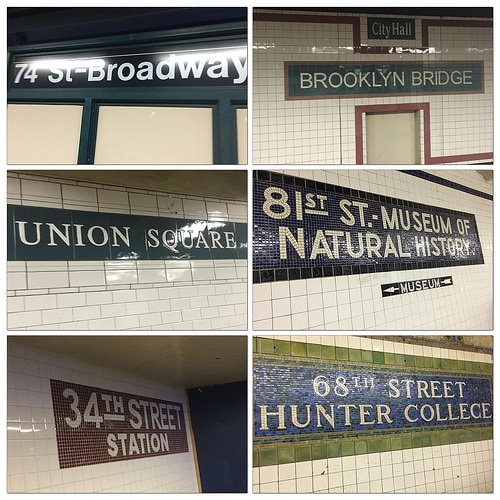 74 St-Broadway
City Hall
BROOKLYN BRIDGE
UNION SQUARE
81ST ST.-MUSEUM OF
NATURAL HISTORY.
MUSEUM
34TH STREET
STATION
68TH STREET
HUNTER COLLEGE